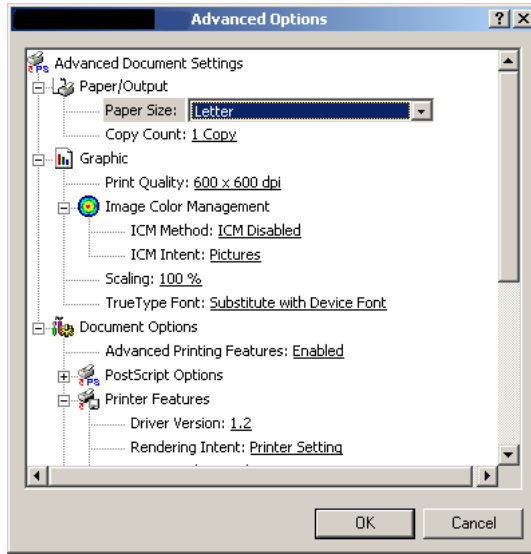 Advanced Options
Advanced Document Settings
Paper/Output
Paper Size: Letter
Copy Count: 1 Copy
Graphic
Print Quality: 600 x 600 dpi
Image Color Management
ICM Method: ICM Disabled
ICM Intent: Pictures
Scaling: 100 %
TrueType Font: Substitute with Device Font
Document Options
Advanced Printing Features: Enabled
PostScript Options
Printer Features
Driver Version: 1.2
Rendering Intent: Printer Setting
OK Cancel